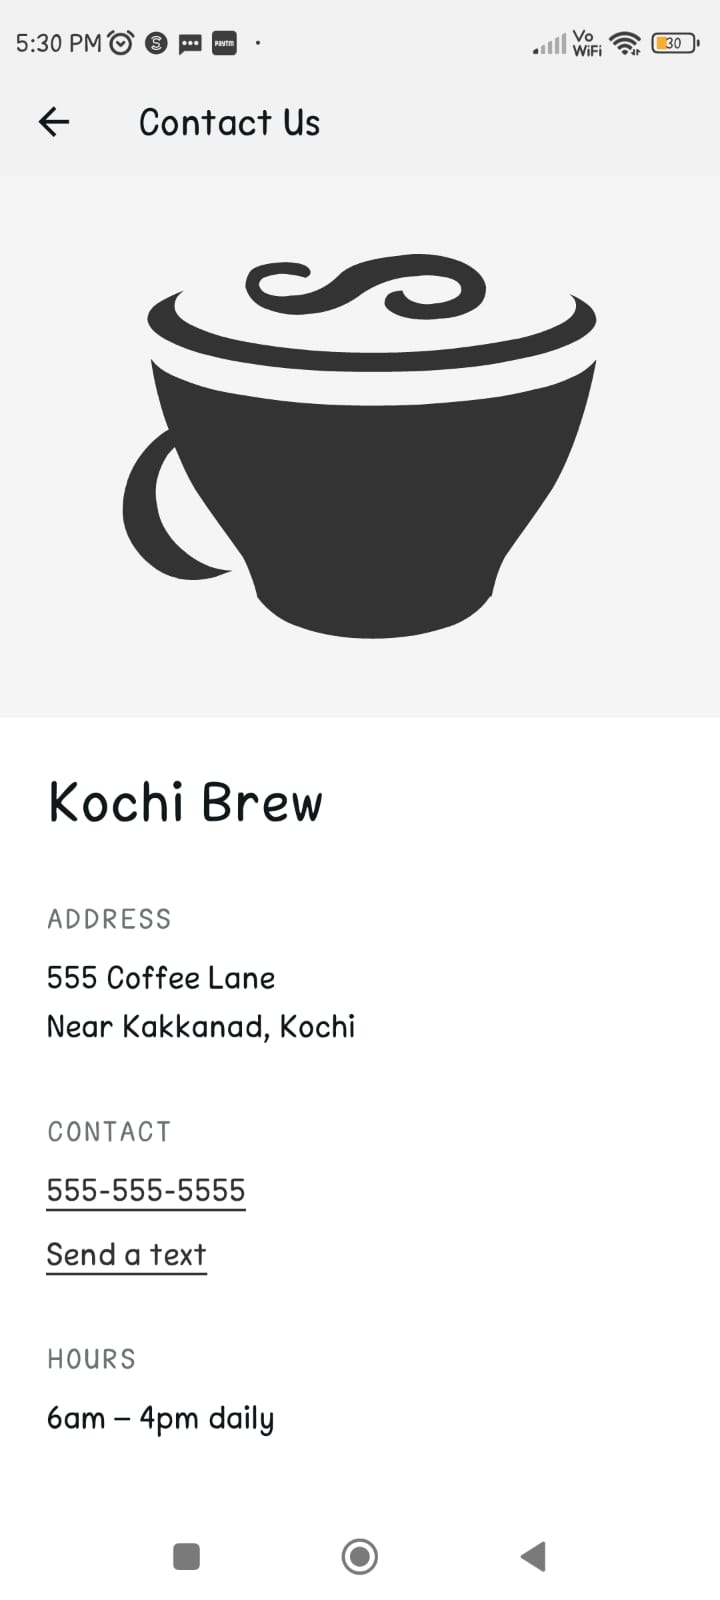 5:30 PM
Paytm
Vo
WiFi
30
Contact Us
Kochi Brew
ADDRESS
555 Coffee Lane
Near Kakkanad, Kochi
CONTACT
555-555-5555
Send a text
HOURS
6am – 4pm daily